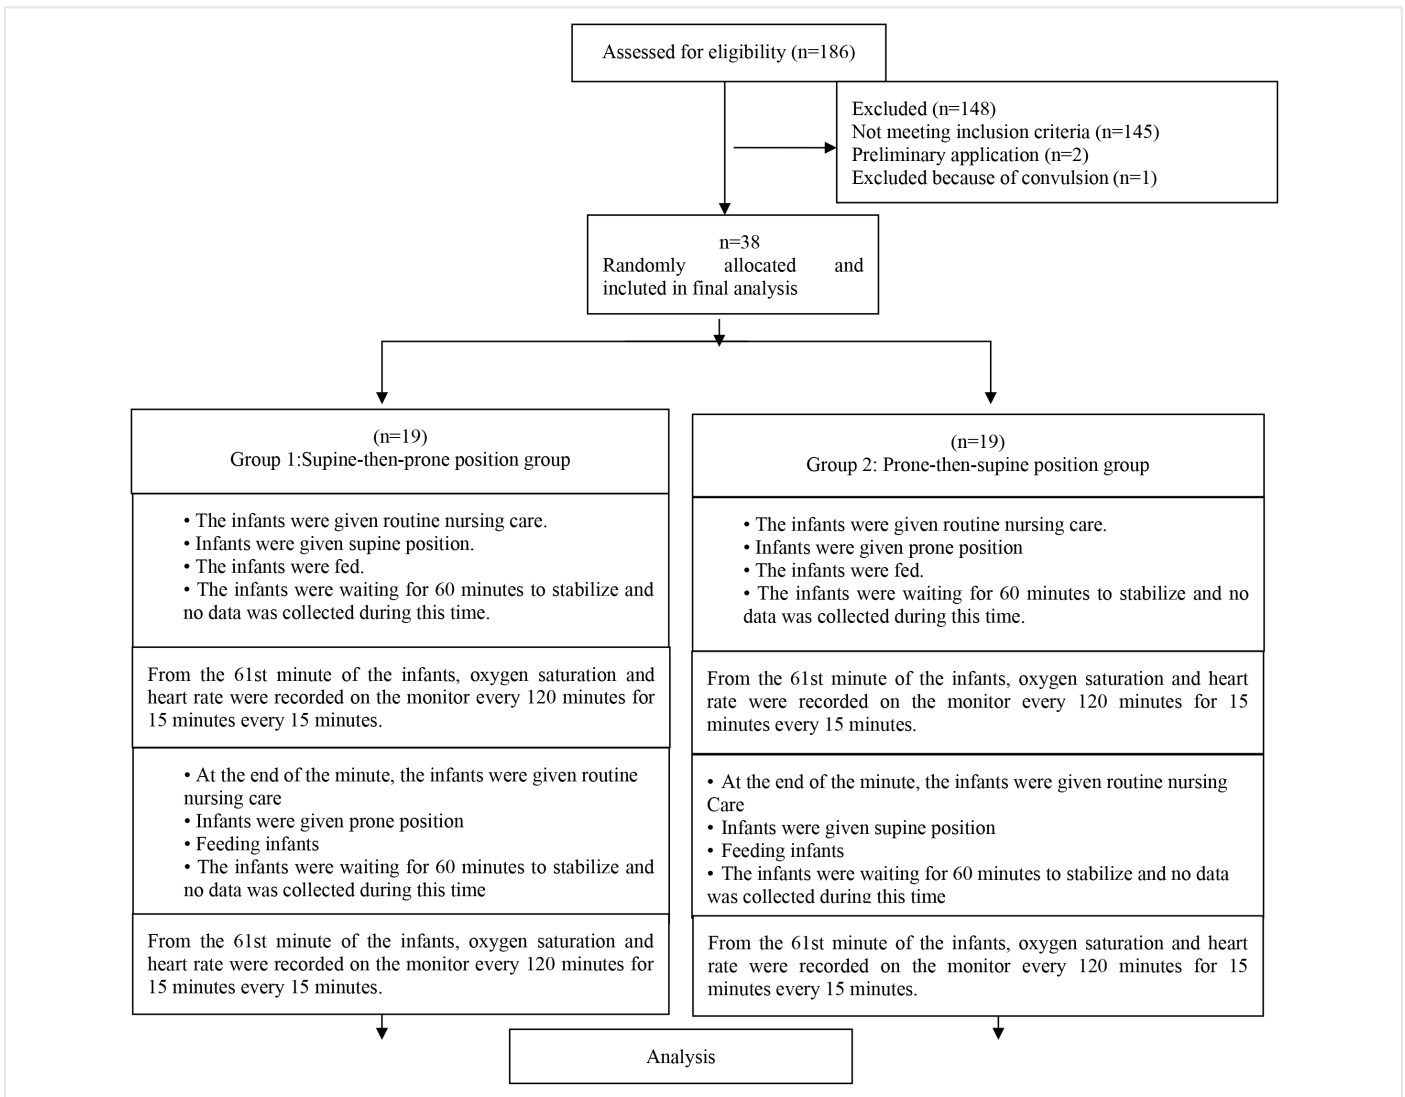 Assessed for eligibility (n=186)
Excluded (n=148)
Not meeting inclusion criteria (n=145)
Preliminary application (n=2)
Excluded because of convulsion (n=1)
n=38
Randomly allocated and
incluted in final analysis
(n=19)
Group 1:Supine-then-prone position group
• The infants were given routine nursing care.
• Infants were given supine position.
• The infants were fed.
• The infants were waiting for 60 minutes to stabilize and
no data was collected during this time.
From the 61st minute of the infants, oxygen saturation and
heart rate were recorded on the monitor every 120 minutes for
15 minutes every 15 minutes.
• At the end of the minute, the infants were given routine
nursing care
• Infants were given prone position
• Feeding infants
• The infants were waiting for 60 minutes to stabilize and
no data was collected during this time
From the 61st minute of the infants, oxygen saturation and
heart rate were recorded on the monitor every 120 minutes for
15 minutes every 15 minutes.
(n=19)
Group 2: Prone-then-supine position group
• The infants were given routine nursing care.
• Infants were given prone position
• The infants were fed.
• The infants were waiting for 60 minutes to stabilize and no
data was collected during this time.
From the 61st minute of the infants, oxygen saturation and heart
rate were recorded on the monitor every 120 minutes for 15
minutes every 15 minutes.
• At the end of the minute, the infants were given routine nursing
Care
• Infants were given supine position
• Feeding infants
• The infants were waiting for 60 minutes to stabilize and no data
was collected during this time
From the 61st minute of the infants, oxygen saturation and heart
rate were recorded on the monitor every 120 minutes for 15
minutes every 15 minutes.
Analysis